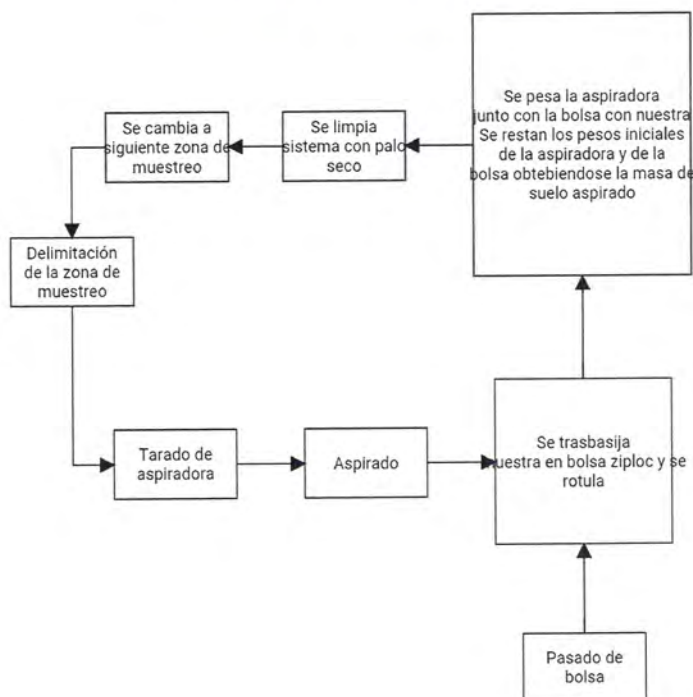 Se pesa la aspiradora
junto con la bolsa con nuestra
Se restan los pesos iniciales
de la aspiradora y de la
bolsa obtebiendose la masa de
suelo aspirado
Se limpia
sistema con palo
seco
Se cambia a
siguiente zona de
muestreo
Delimitación
de la zona de
muestreo
Tarado de
aspiradora
Aspirado
Se trasbasija
uestra en bolsa ziploc y se
rotula
Pasado de
bolsa